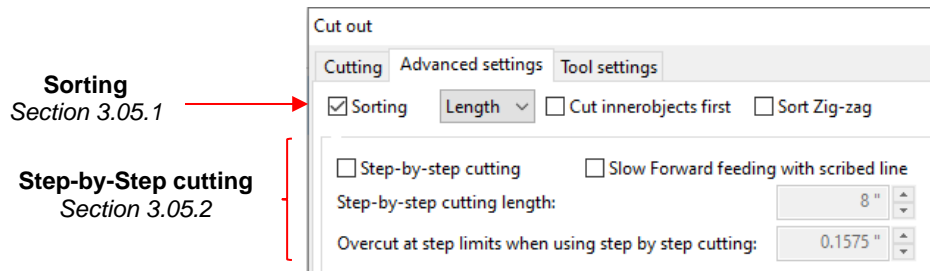 Cut out
Cutting Advanced settings Tool settings
Sorting
Section 3.05.1
Sorting Length Cut innerobjects first Sort Zig-zag
Step-by-Step cutting
Section 3.05.2
Step-by-step cutting Slow Forward feeding with scribed line
Step-by-step cutting length: 8 "
Overcut at step limits when using step by step cutting: 0.1575 "